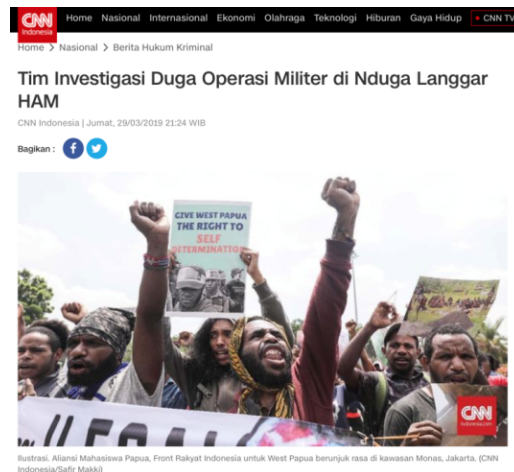 CNN
Indonesia
Home Nasional Internasional Ekonomi Olahraga Teknologi Hiburan Gaya Hidup • CNN TV
Home > Nasional > Berita Hukum Kriminal
Tim Investigasi Duga Operasi Militer di Nduga Langgar
HAM
CNN Indonesia | Jumat, 29/03/2019 21:24 WIB
Bagikan :
GIVE WEST PAPUA
THE RIGHT TO
SELF
DETERMINATION
CNN
Indonesia.com
Ilustrasi. Aliansi Mahasiswa Papua, Front Rakyat Indonesia untuk West Papua berunjuk rasa di kawasan Monas, Jakarta. (CNN
Indonesia/Safir Makki)